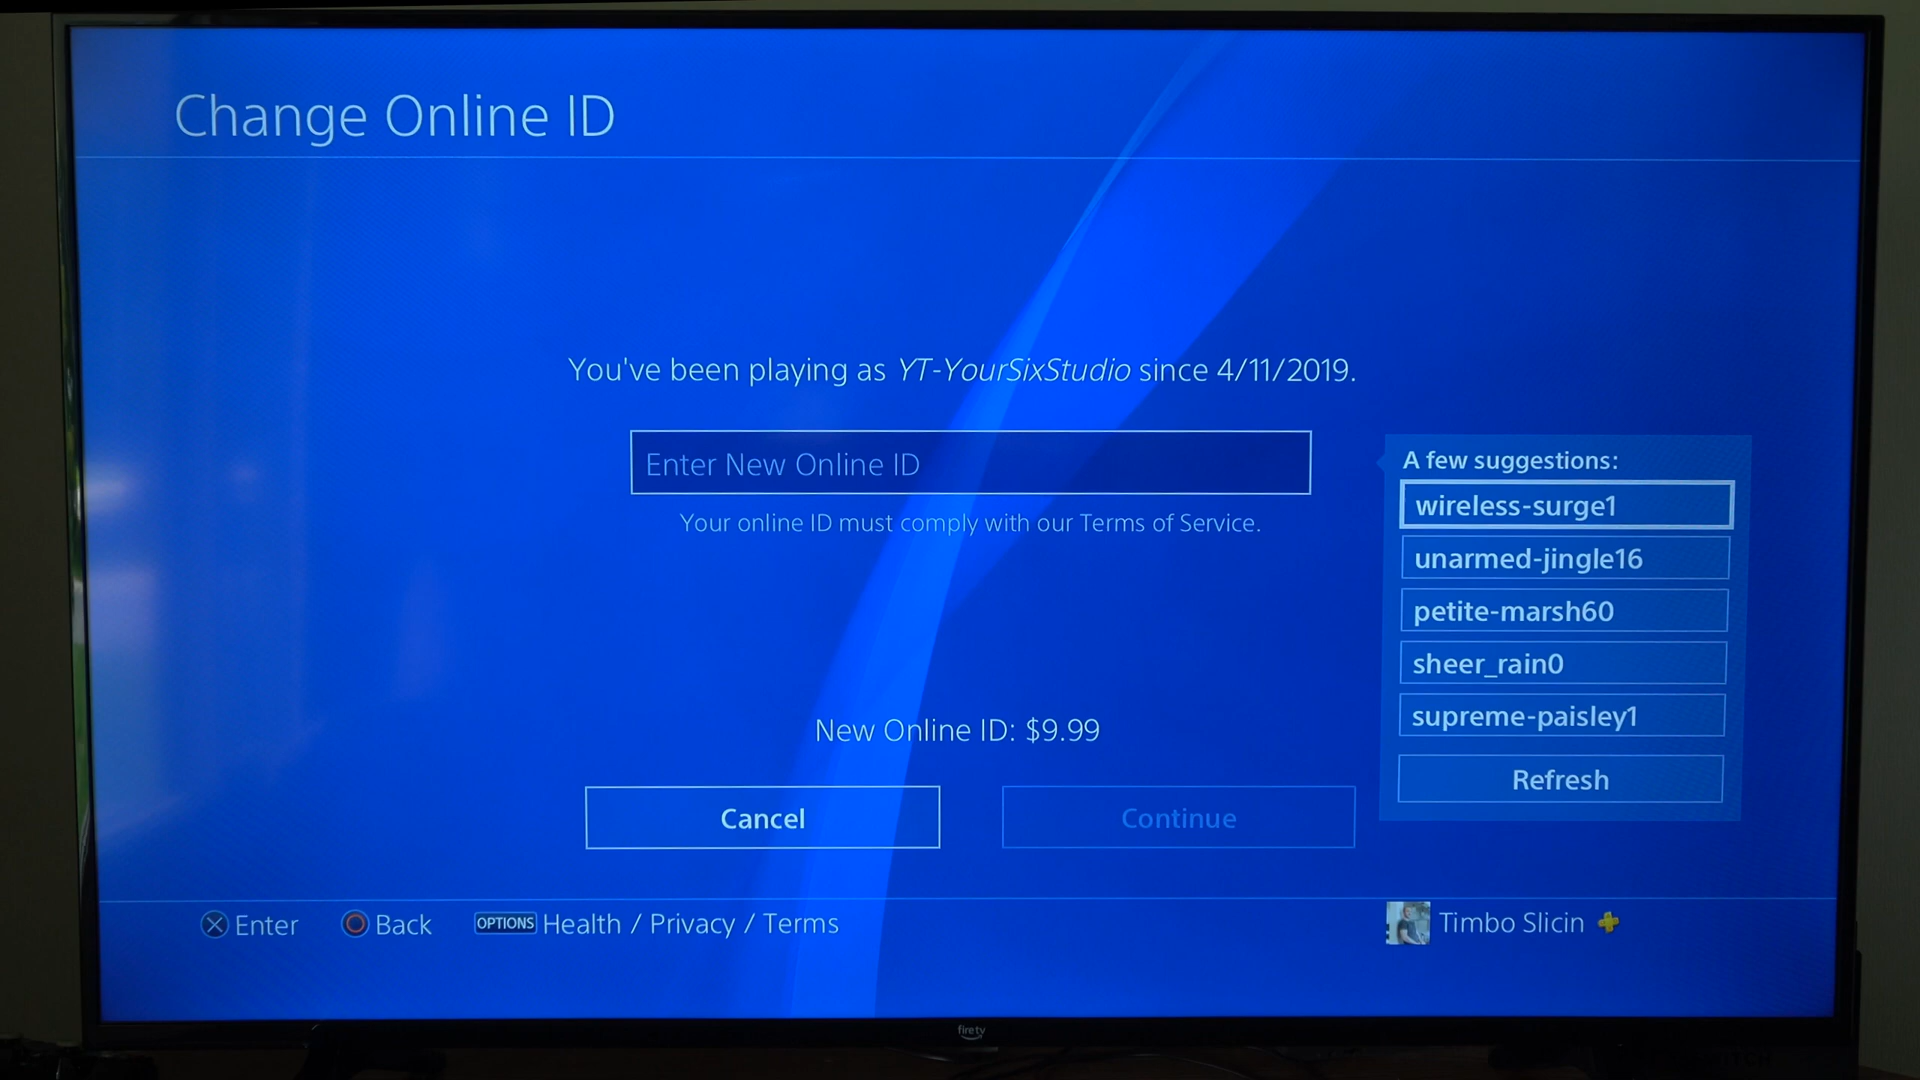 Change Online ID
You've been playing as YT-YourSixStudio since 4/11/2019.
Enter New Online ID
Your online ID must comply with our Terms of Service.
A few suggestions:
wireless-surge1
unarmed-jingle16
petite-marsh60
sheer_rain0
supreme-paisley1
Refresh
New Online ID: $9.99
Cancel
Continue
Enter
Back
OPTIONS Health / Privacy / Terms
Timbo Slicin
fire tv